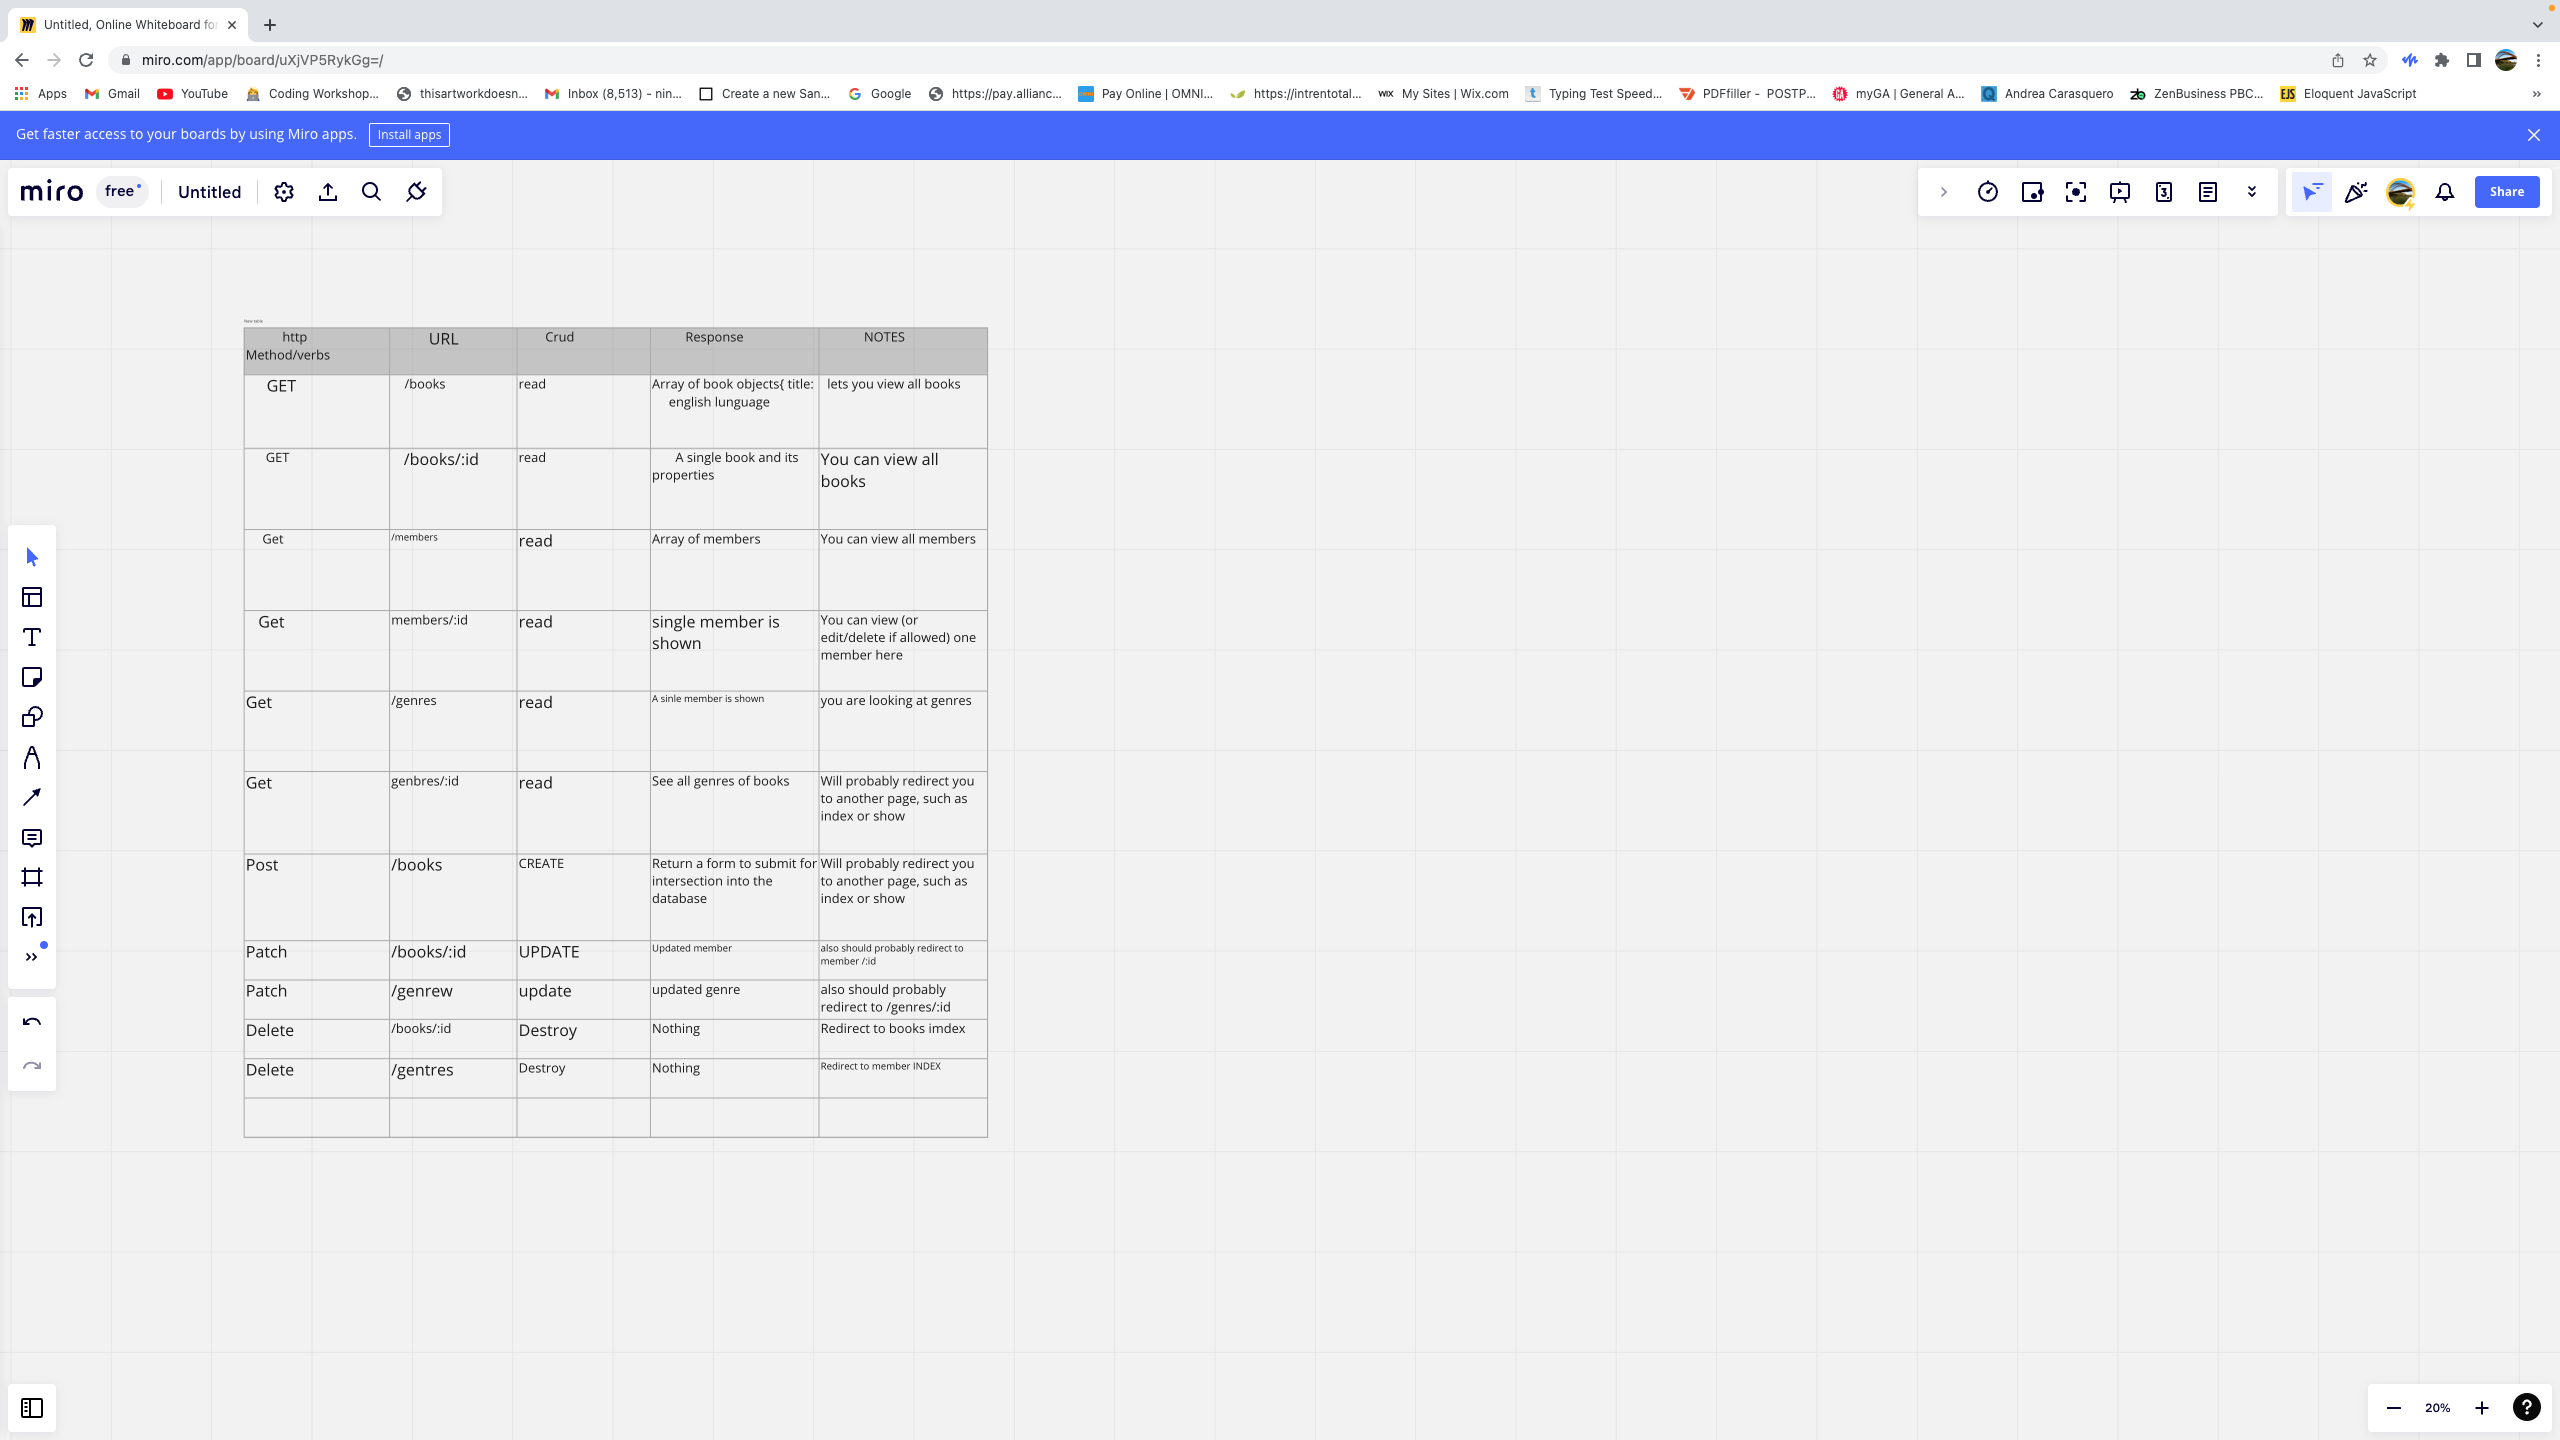 Untitled, Online Whiteboard for
miro.com/app/board/uXjVP5RykGg=/
Apps Gmail YouTube Coding Workshop... thisartworkdoesn... Inbox (8,513) - nin... Create a new San... Google https://pay.allianc... Pay Online | OMNI... https://intrentotal... WIX My Sites | Wix.com t Typing Test Speed... PDFfiller - POSTP... GA myGA | General A... Andrea Carasquero ZenBusiness PBC... EJS Eloquent JavaScript »
Get faster access to your boards by using Miro apps. Install apps
miro free Untitled 3 Share
New table
http URL Crud Response NOTES
Method/verbs
GET /books read Array of book objects{ title: lets you view all books
english lunguage
GET /books/:id read A single book and its You can view all
properties books
Get /members read Array of members You can view all members
Get members/:id read single member is You can view (or
shown edit/delete if allowed) one
member here
Get /genres read A sinle member is shown you are looking at genres
Get genbres/:id read See all genres of books Will probably redirect you
to another page, such as
index or show
Post /books CREATE Return a form to submit for Will probably redirect you
intersection into the to another page, such as
database index or show
Patch /books/:id UPDATE Updated member also should probably redirect to
member /:id
Patch /genrew update updated genre also should probably
redirect to /genres/:id
Delete /books/:id Destroy Nothing Redirect to books imdex
Delete /gentres Destroy Nothing Redirect to member INDEX
20% ?